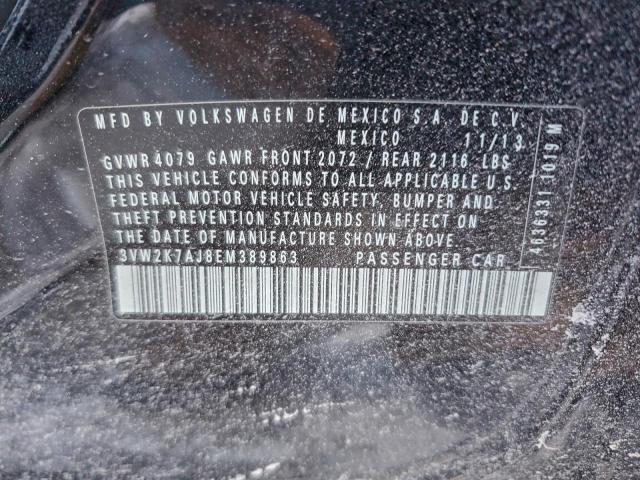 MFD BY VOLKSWAGEN DE MEXICO S.A. DE C.V.
MEXICO 11/13
GVWR 4079 GAWR FRONT 2072 / REAR 2116 LBS
THIS VEHICLE CONFORMS TO ALL APPLICABLE U.S.
FEDERAL MOTOR VEHICLE SAFETY, BUMPER AND
THEFT PREVENTION STANDARDS IN EFFECT ON
THE DATE OF MANUFACTURE SHOWN ABOVE
3VW2K7AJ8EM389863 PASSENGER CAR
4636331 1019 M